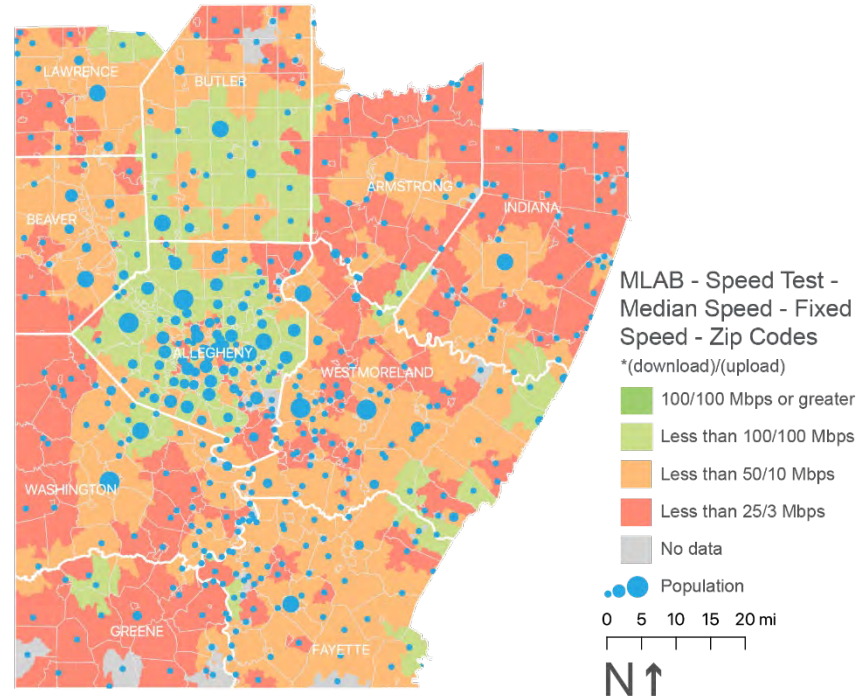 LAWRENCE
BUTLER
ARMSTRONG
INDIANA
BEAVER
ALLEGHENY
WESTMORELAND
WASHINGTON
GREENE
FAYETTE
MLAB - Speed Test -
Median Speed - Fixed
Speed - Zip Codes
*(download)/(upload)
100/100 Mbps or greater
Less than 100/100 Mbps
Less than 50/10 Mbps
Less than 25/3 Mbps
No data
Population
0 5 10 15 20 mi
N↑